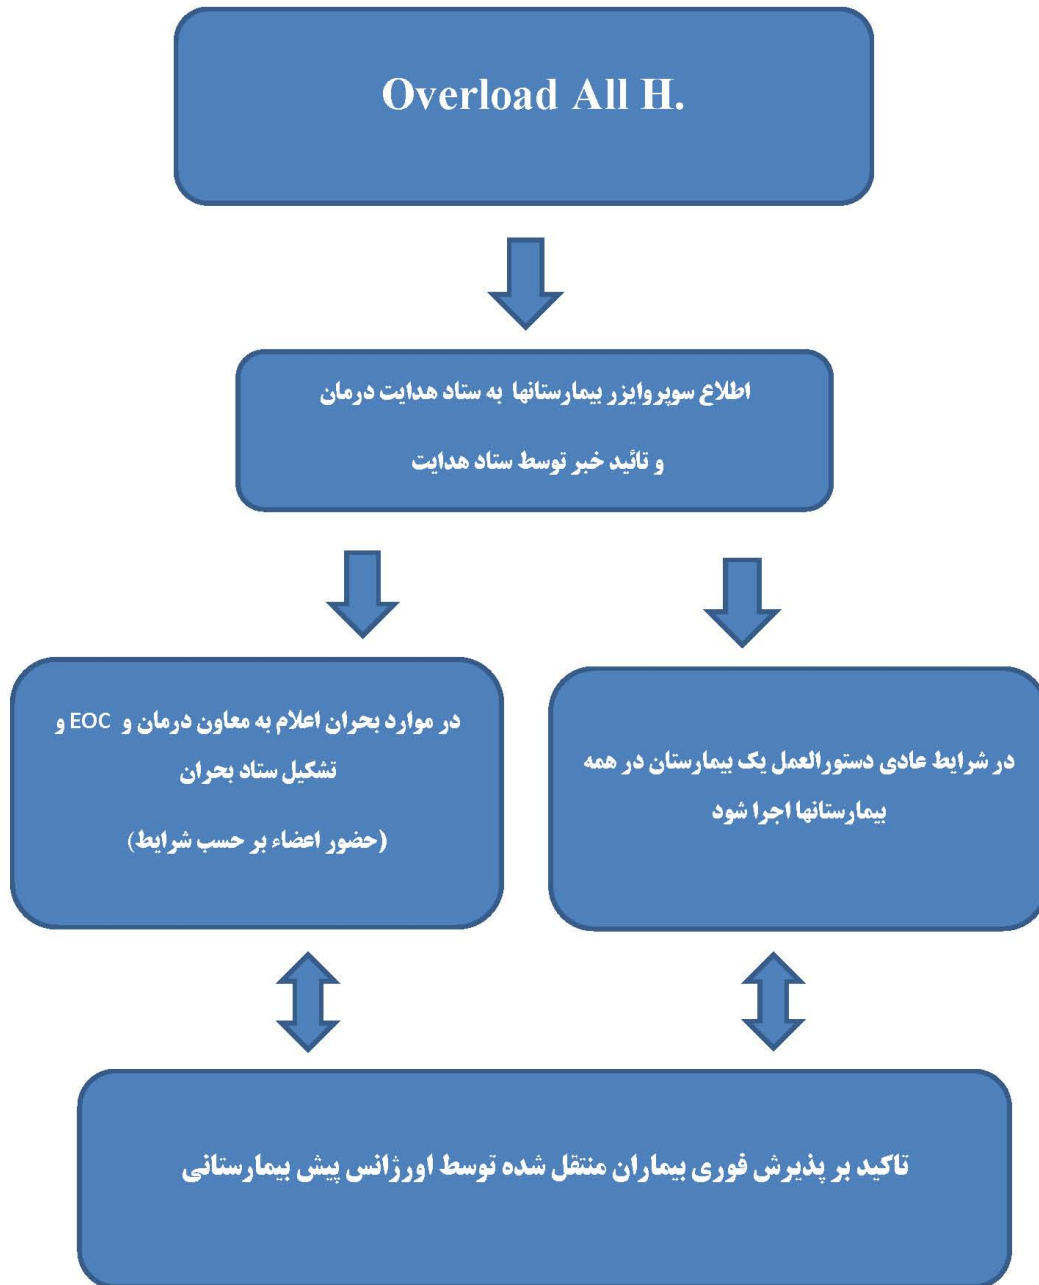 Overload All H.
اطلاع سوپروایزر بیمارستانها به ستاد هدایت درمان
و تائید خبر توسط ستاد هدایت
در شرایط عادی دستورالعمل یک بیمارستان در همه
بیمارستانها اجرا شود
در موارد بحران اعلام به معاون درمان و EOC و
تشکیل ستاد بحران
(حضور اعضاء بر حسب شرایط)
تاکید بر پذیرش فوری بیماران منتقل شده توسط اورژانس پیش بیمارستانی